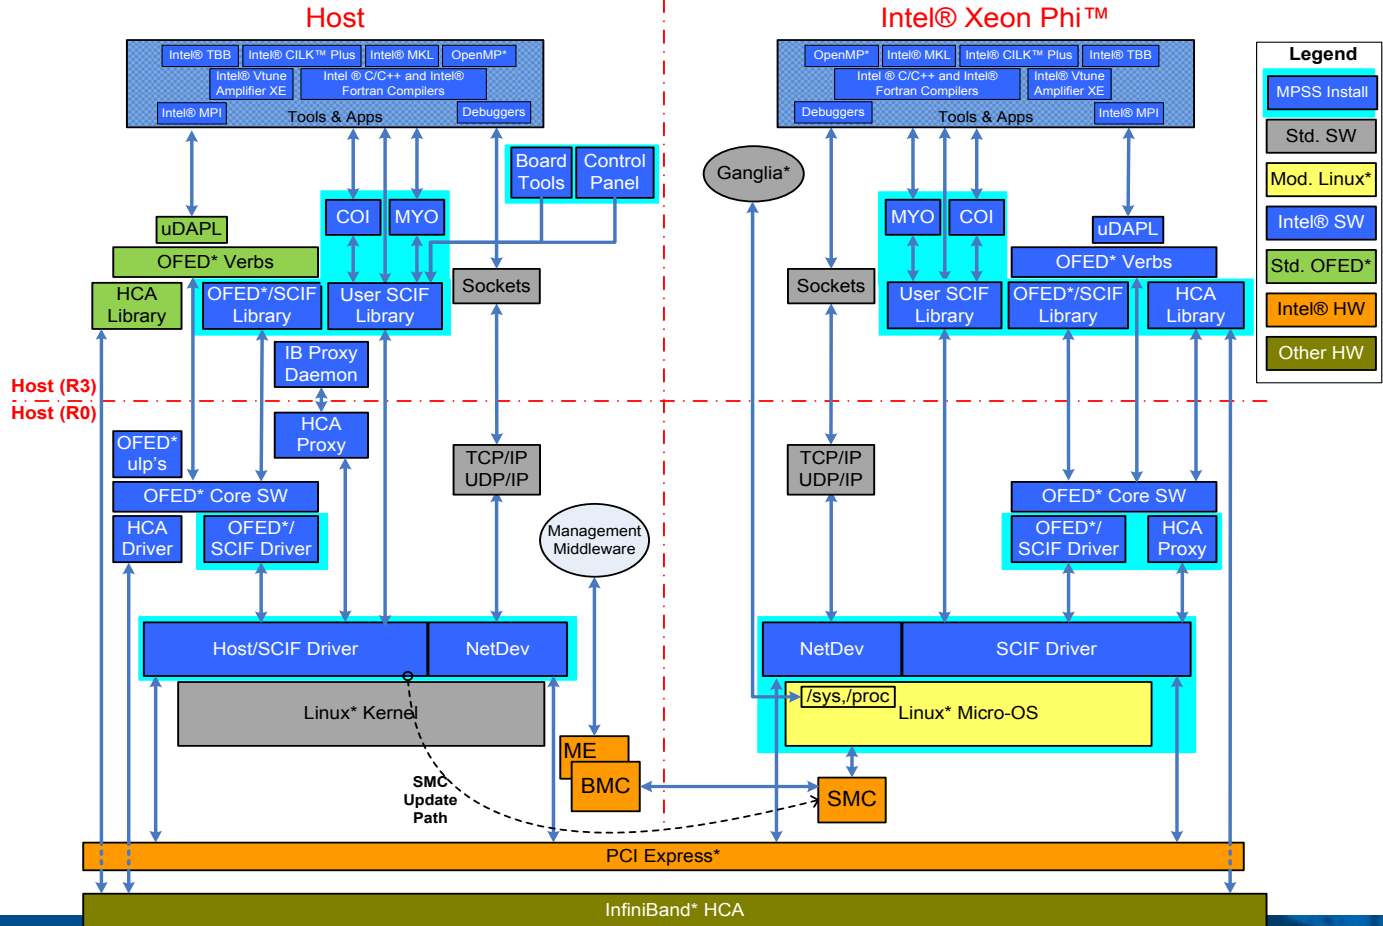 Host
Intel® Xeon Phi™
Intel® TBB
Intel® CILK™ Plus
Intel® MKL
OpenMP*
Intel® Vtune
Amplifier XE
Intel ® C/C++ and Intel®
Fortran Compilers
Intel® MPI
Tools & Apps
Debuggers
OpenMP*
Intel® MKL
Intel® CILK™ Plus
Intel® TBB
Intel ® C/C++ and Intel®
Fortran Compilers
Intel® Vtune
Amplifier XE
Debuggers
Tools & Apps
Intel® MPI
Legend
MPSS Install
Std. SW
Mod. Linux*
Intel® SW
Std. OFED*
Intel® HW
Other HW
Board
Tools
Control
Panel
Ganglia*
uDAPL
COI
MYO
MYO
COI
uDAPL
OFED* Verbs
OFED* Verbs
HCA
Library
OFED*/SCIF
Library
User SCIF
Library
Sockets
Sockets
User SCIF
Library
OFED*/SCIF
Library
HCA
Library
IB Proxy
Daemon
Host (R3)
Host (R0)
HCA
Proxy
OFED*
ulp's
TCP/IP
UDP/IP
TCP/IP
UDP/IP
OFED* Core SW
OFED* Core SW
HCA
Driver
OFED*/
SCIF Driver
Management
Middleware
OFED*/
SCIF Driver
HCA
Proxy
Host/SCIF Driver
NetDev
NetDev
SCIF Driver
Linux* Kernel
/sys,/proc
Linux* Micro-OS
ME
BMC
SMC
SMC
Update
Path
PCI Express*
InfiniBand* HCA